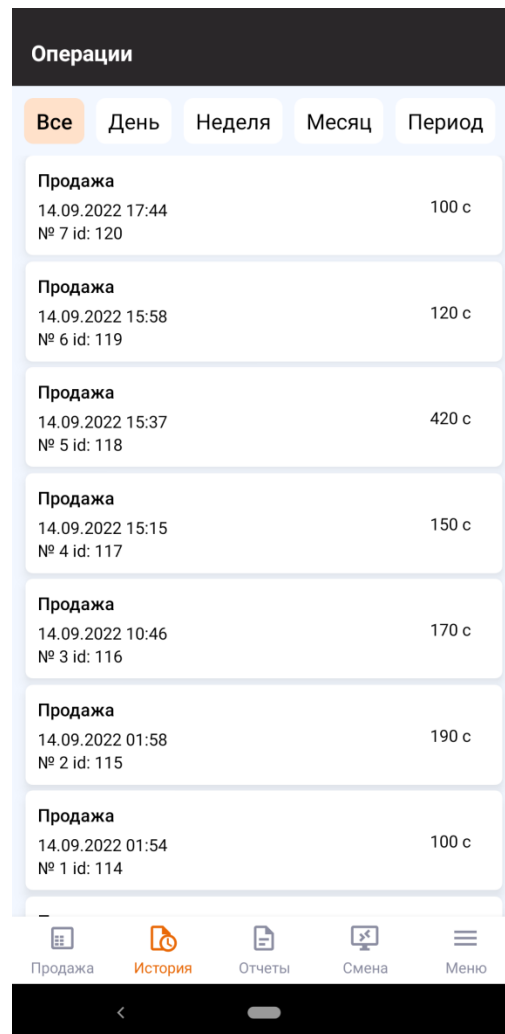 Операции
Все День Неделя Месяц Период
Продажа
14.09.2022 17:44
№ 7 id: 120
100 с
Продажа
14.09.2022 15:58
№ 6 id: 119
120 с
Продажа
14.09.2022 15:37
№ 5 id: 118
420 с
Продажа
14.09.2022 15:15
№ 4 id: 117
150 с
Продажа
14.09.2022 10:46
№ 3 id: 116
170 с
Продажа
14.09.2022 01:58
№ 2 id: 115
190 с
Продажа
14.09.2022 01:54
№ 1 id: 114
100 с
Продажа История Отчеты Смена Меню